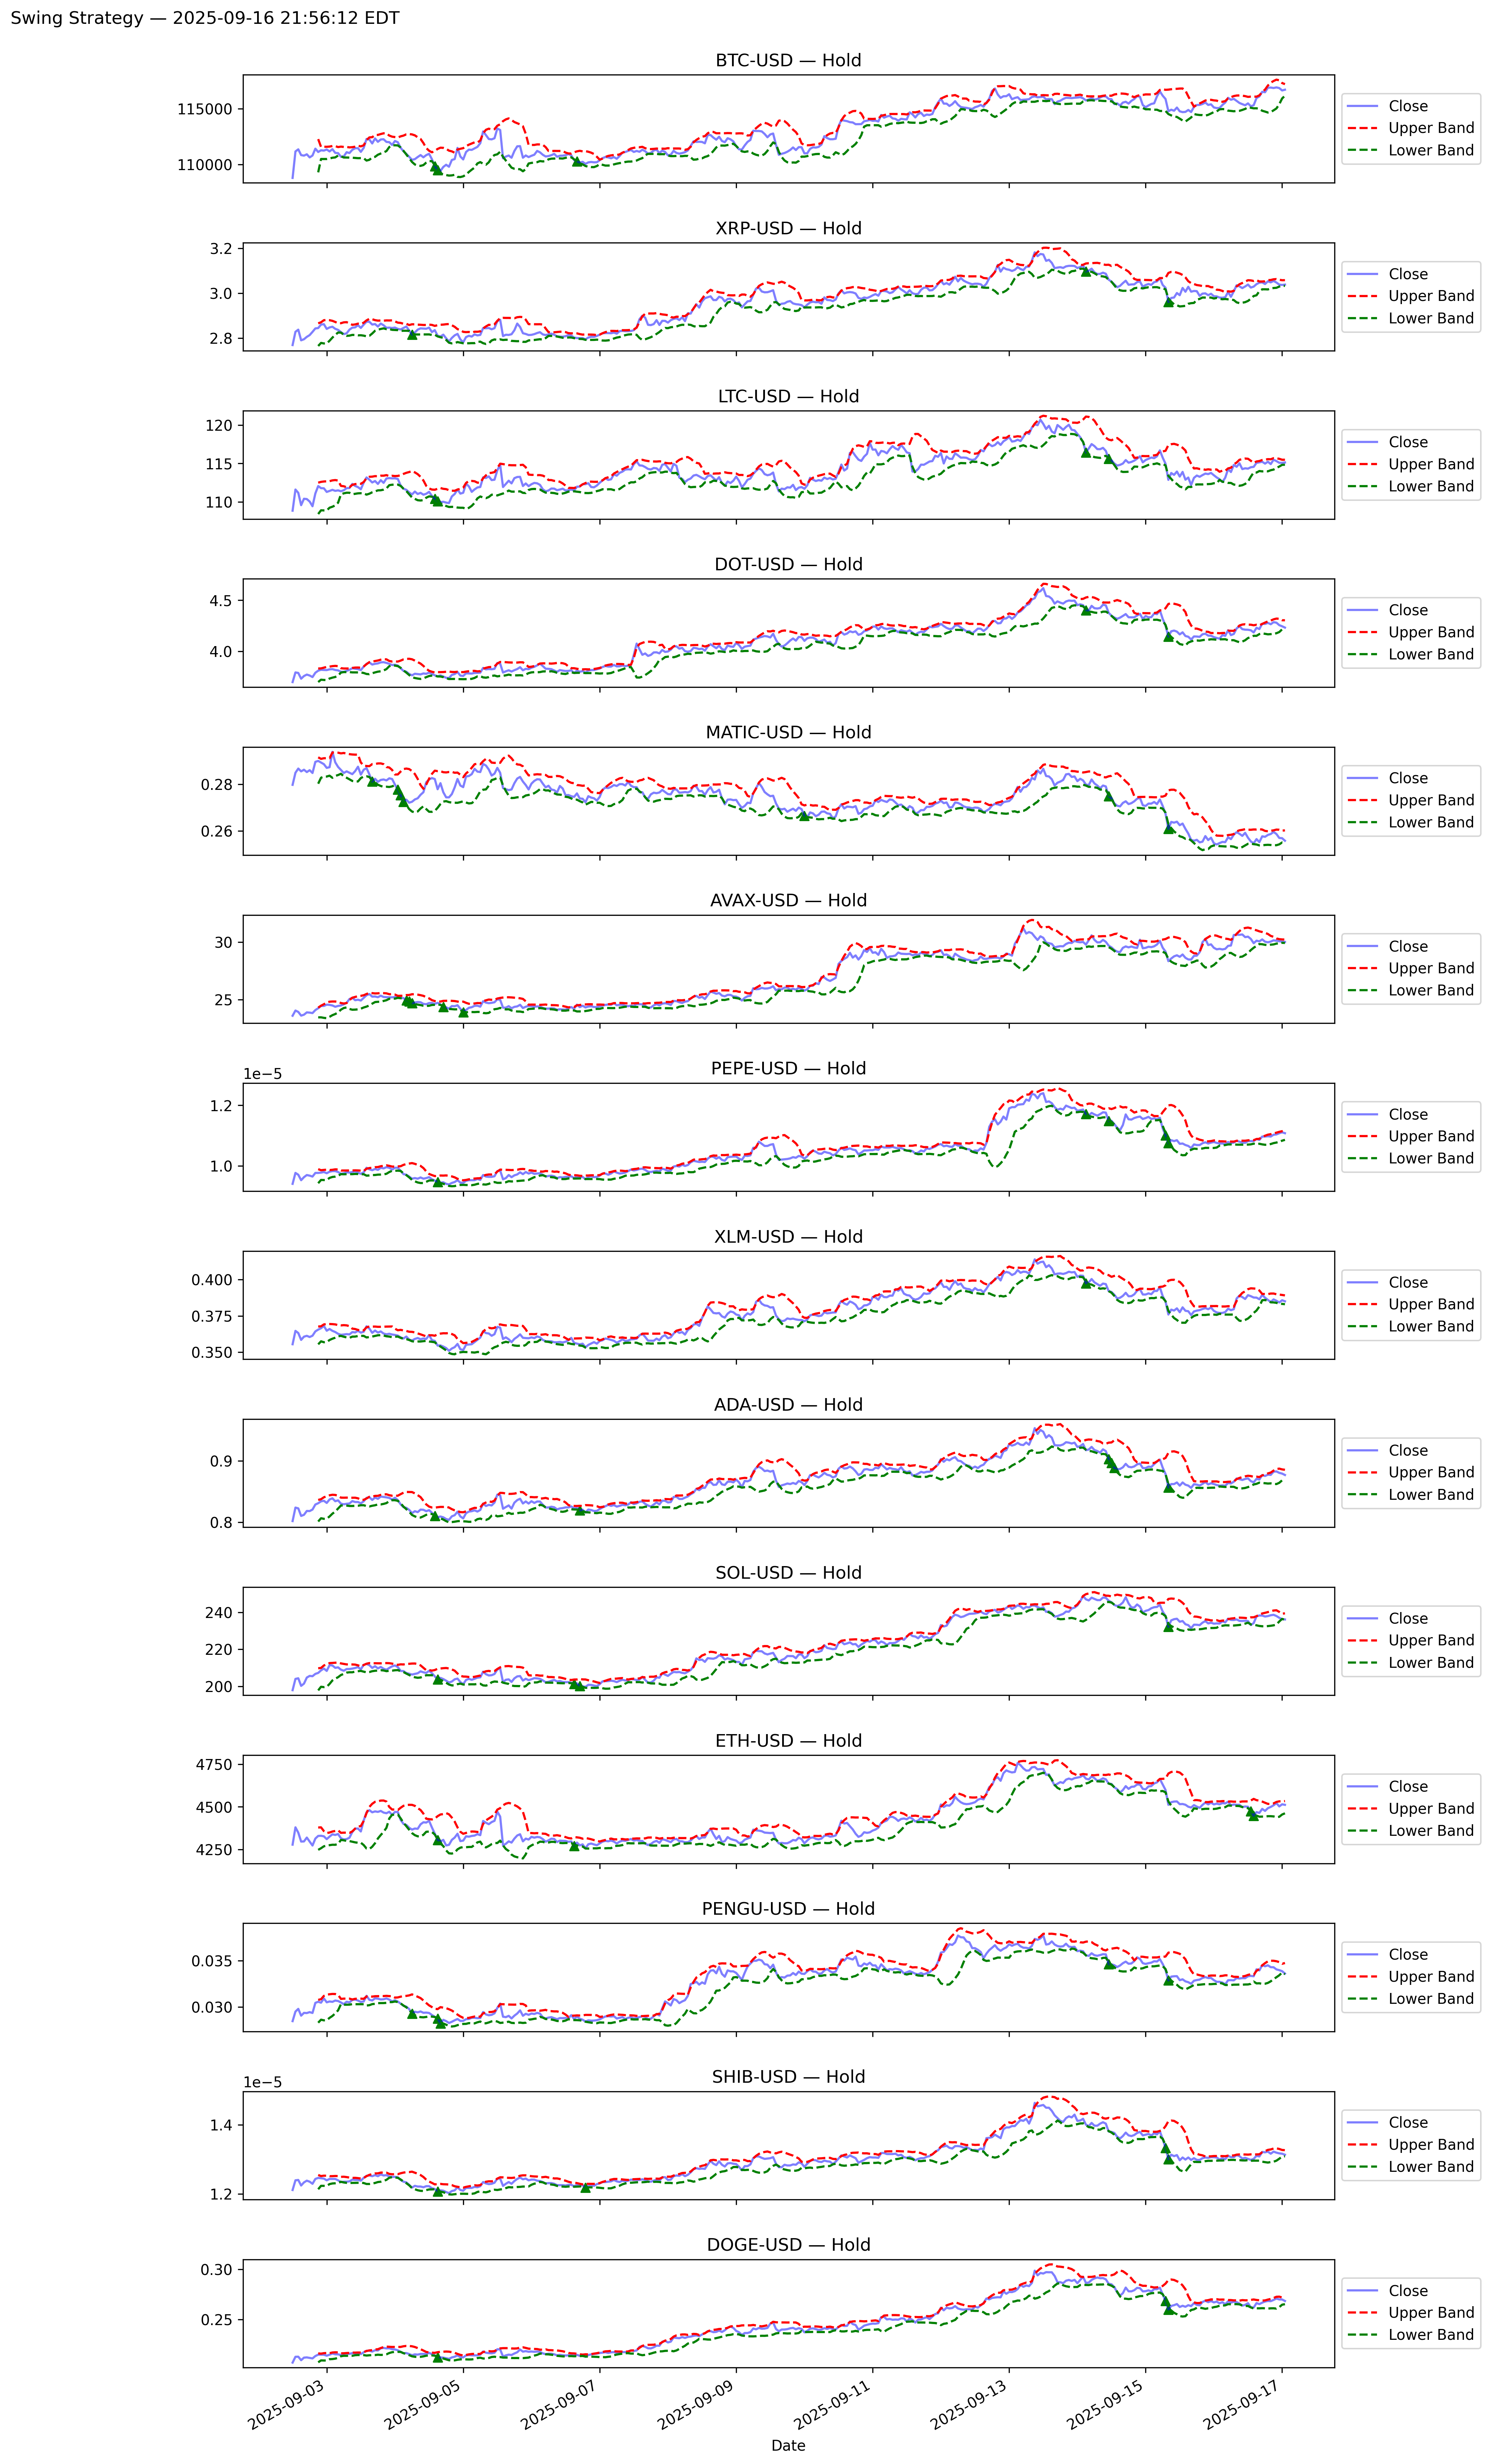 Swing Strategy — 2025-09-16 21:56:12 EDT
BTC-USD — Hold
115000
110000
Close
Upper Band
Lower Band
XRP-USD — Hold
3.2
3.0
2.8
Close
Upper Band
Lower Band
LTC-USD — Hold
120
115
110
Close
Upper Band
Lower Band
DOT-USD — Hold
4.5
4.0
Close
Upper Band
Lower Band
MATIC-USD — Hold
0.28
0.26
Close
Upper Band
Lower Band
AVAX-USD — Hold
30
25
Close
Upper Band
Lower Band
PEPE-USD — Hold
1e−5
1.2
1.0
Close
Upper Band
Lower Band
XLM-USD — Hold
0.400
0.375
0.350
Close
Upper Band
Lower Band
ADA-USD — Hold
0.9
0.8
Close
Upper Band
Lower Band
SOL-USD — Hold
240
220
200
Close
Upper Band
Lower Band
ETH-USD — Hold
4750
4500
4250
Close
Upper Band
Lower Band
PENGU-USD — Hold
0.035
0.030
Close
Upper Band
Lower Band
SHIB-USD — Hold
1e−5
1.4
1.2
Close
Upper Band
Lower Band
DOGE-USD — Hold
0.30
0.25
Close
Upper Band
Lower Band
2025-09-03
2025-09-05
2025-09-07
2025-09-09
2025-09-11
2025-09-13
2025-09-15
2025-09-17
Date